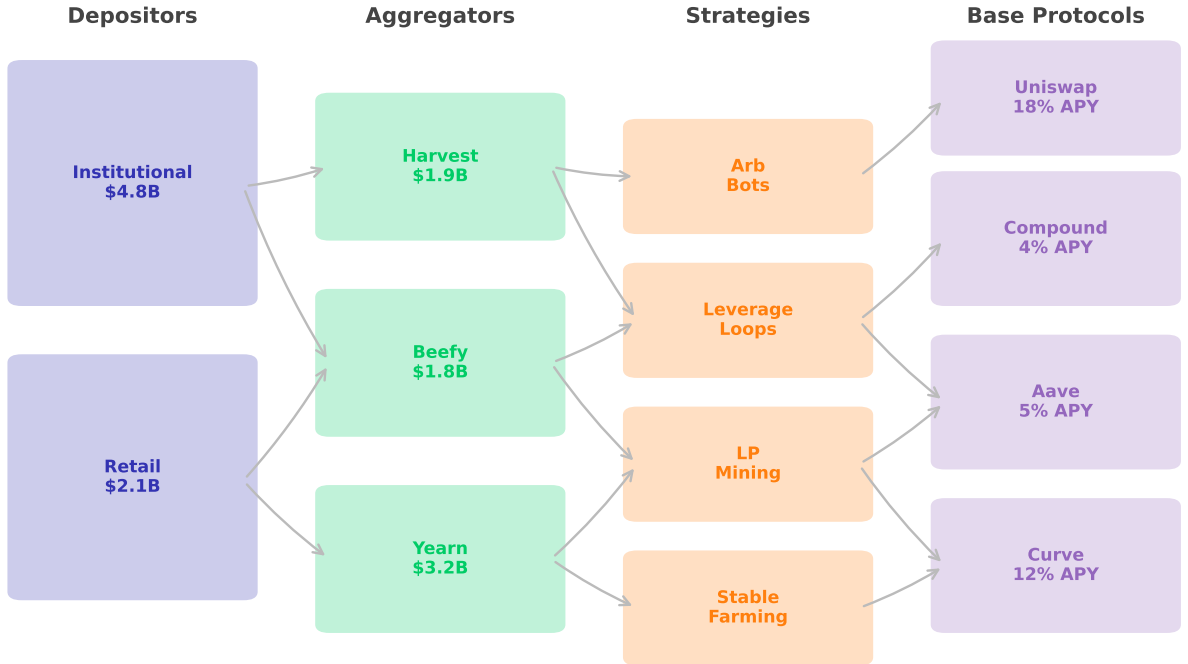 Depositors
Aggregators
Strategies
Base Protocols
Institutional
$4.8B
Retail
$2.1B
Harvest
$1.9B
Beefy
$1.8B
Yearn
$3.2B
Arb
Bots
Leverage
Loops
LP
Mining
Stable
Farming
Uniswap
18% APY
Compound
4% APY
Aave
5% APY
Curve
12% APY